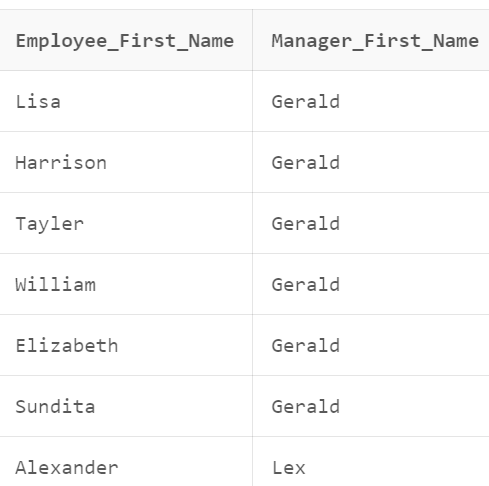 Employee_First_Name Manager_First_Name
Lisa Gerald
Harrison Gerald
Tayler Gerald
William Gerald
Elizabeth Gerald
Sundita Gerald
Alexander Lex